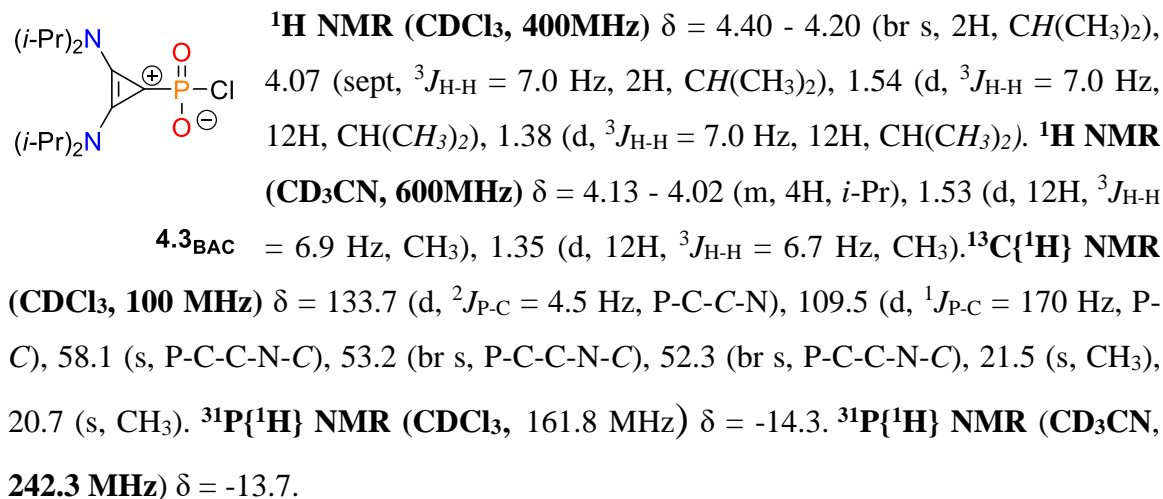 (i-Pr)₂N
(i-Pr)₂N
O
P
Cl
O
4.3BAC
¹H NMR (CDCl₃, 400MHz) δ = 4.40 - 4.20 (br s, 2H, CH(CH₃)₂),
4.07 (sept, ³JH-H = 7.0 Hz, 2H, CH(CH₃)₂), 1.54 (d, ³JH-H = 7.0 Hz,
12H, CH(CH₃)₂), 1.38 (d, ³JH-H = 7.0 Hz, 12H, CH(CH₃)₂). ¹H NMR
(CD₃CN, 600MHz) δ = 4.13 - 4.02 (m, 4H, i-Pr), 1.53 (d, 12H, ³JH-H
= 6.9 Hz, CH₃), 1.35 (d, 12H, ³JH-H = 6.7 Hz, CH₃).¹³C{¹H} NMR
(CDCl₃, 100 MHz) δ = 133.7 (d, ²JP-C = 4.5 Hz, P-C-C-N), 109.5 (d, ¹JP-C = 170 Hz, P-
C), 58.1 (s, P-C-C-N-C), 53.2 (br s, P-C-C-N-C), 52.3 (br s, P-C-C-N-C), 21.5 (s, CH₃),
20.7 (s, CH₃). ³¹P{¹H} NMR (CDCl₃, 161.8 MHz) δ = -14.3. ³¹P{¹H} NMR (CD₃CN,
242.3 MHz) δ = -13.7.